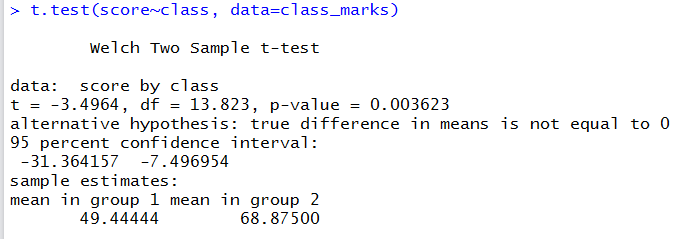 > t.test(score~class, data=class_marks)
Welch Two Sample t-test
data:  score by class
t = -3.4964, df = 13.823, p-value = 0.003623
alternative hypothesis: true difference in means is not equal to 0
95 percent confidence interval:
-31.364157  -7.496954
sample estimates:
mean in group 1 mean in group 2
49.44444        68.87500